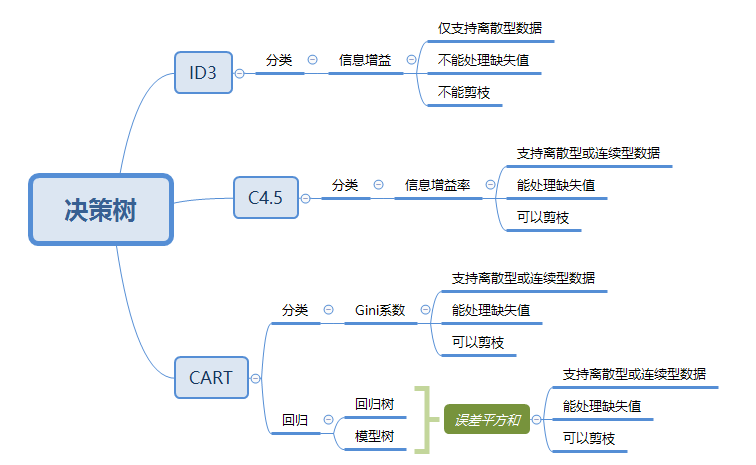 决策树
ID3
分类
信息增益
仅支持离散型数据
不能处理缺失值
不能剪枝
C4.5
分类
信息增益率
支持离散型或连续型数据
能处理缺失值
可以剪枝
CART
分类
Gini系数
支持离散型或连续型数据
能处理缺失值
可以剪枝
回归
回归树
模型树
误差平方和
支持离散型或连续型数据
能处理缺失值
可以剪枝